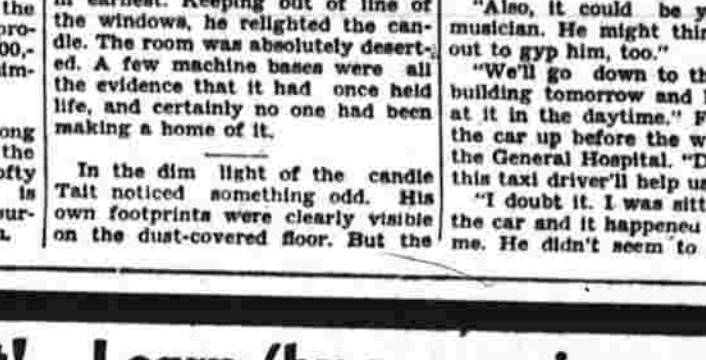 the
pro-
00,-
ong
the
ofty
is
in earnest. Keeping out of line of
the windows, he relighted the can-
dle. The room was absolutely desert-
ed. A few machine bases were all
the evidence that it had once held
life, and certainly no one had been
making a home of it.
In the dim light of the candle
Tait noticed something odd. His
own footprints were clearly visible
on the dust-covered floor. But the
"Also, it could be y
musician. He might thin
out to gyp him, too."
"We'll go down to th
building tomorrow and l
at it in the daytime." F
the car up before the w
the General Hospital. "D
this taxi driver'll help us
"I doubt it. I was sitt
the car and it happened
me. He didn't seem to